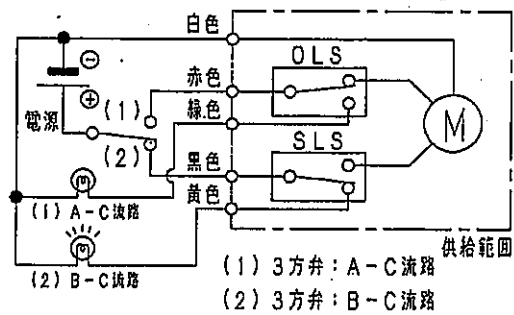 白色
⊖
OLS
赤色
⊕
(1)
緑色
電源
M
(2)
SLS
黒色
黄色
(1) A-C流路
供給範囲
(2) B-C流路
(1) 3方弁:A-C流路
(2) 3方弁:B-C流路